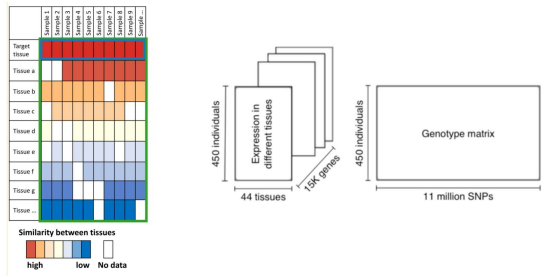 Sample 1
Sample 2
Sample 3
Sample 4
Sample 5
Sample 6
Sample 7
Sample 8
Sample 9
Sample ...
Target
tissue
Tissue a
Tissue b
Tissue c
Tissue d
Tissue e
Tissue f
Tissue g
Tissue ...
Similarity between tissues
high
low
No data
450 individuals
Expression in
different tissues
44 tissues
15K genes
450 individuals
Genotype matrix
11 million SNPs